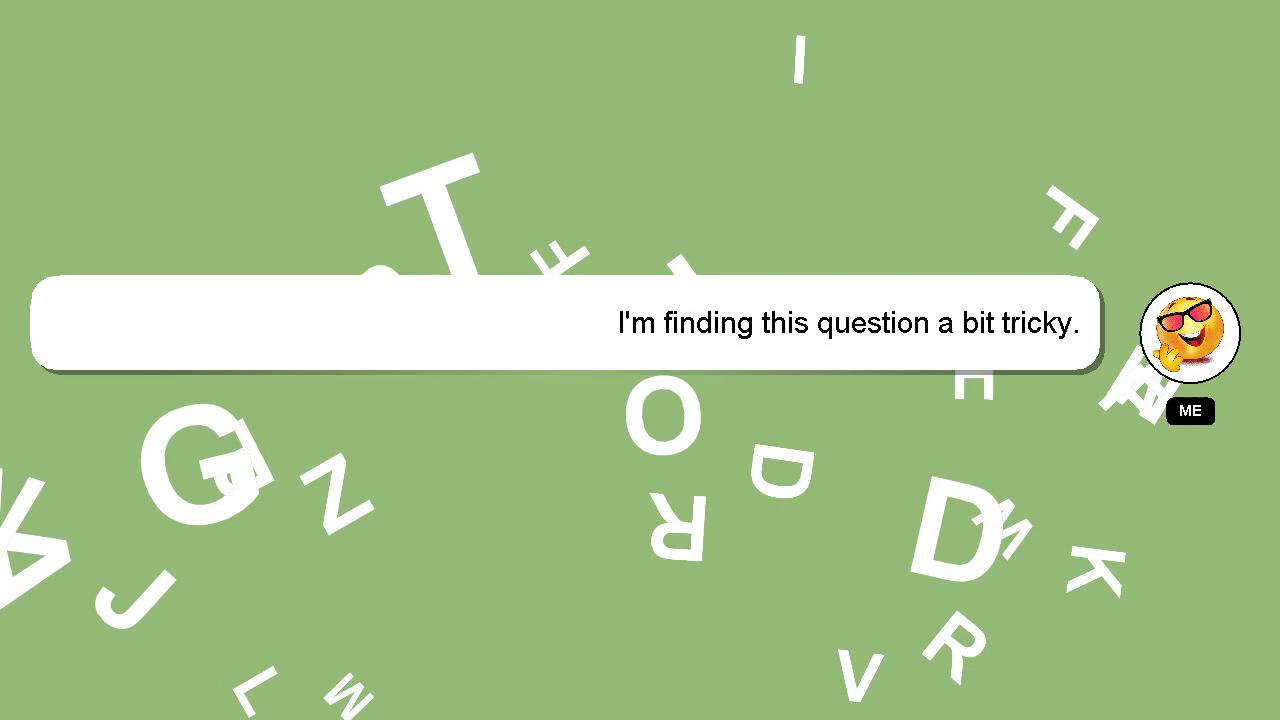 I
T
F
F
I'm finding this question a bit tricky.
ME
H
O
G
N
D
R
D
M
K
J
R
V
L
M